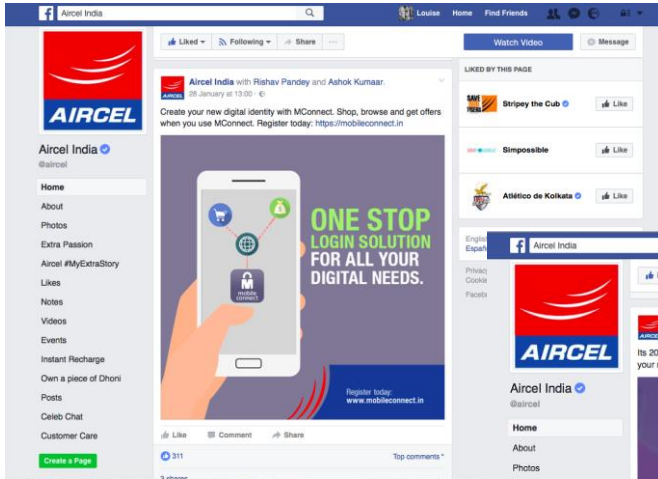 Aircel India
Louise
Home
Find Friends
AIRCEL
Aircel India
@aircel
Home
About
Photos
Extra Passion
Aircel #MyExtraStory
Likes
Notes
Videos
Events
Instant Recharge
Own a piece of Dhoni
Posts
Celeb Chat
Customer Care
Create a Page
Liked
Following
Share
AIRCEL
Aircel India with Rishav Pandey and Ashok Kumaar.
28 January at 13:00
Create your new digital identity with MConnect. Shop, browse and get offers
when you use MConnect. Register today: https://mobileconnect.in
mobile
connect
ONE STOP
LOGIN SOLUTION
FOR ALL YOUR
DIGITAL NEEDS.
Register today:
www.mobileconnect.in
Like
Comment
Share
311
Top comments
3 shares
Watch Video
Message
LIKED BY THIS PAGE
Stripey the Cub
Like
Simpossible
Like
Atlético de Kolkata
Like
Aircel India
AIRCEL
Aircel India
@aircel
Home
About
Photos
Its 20